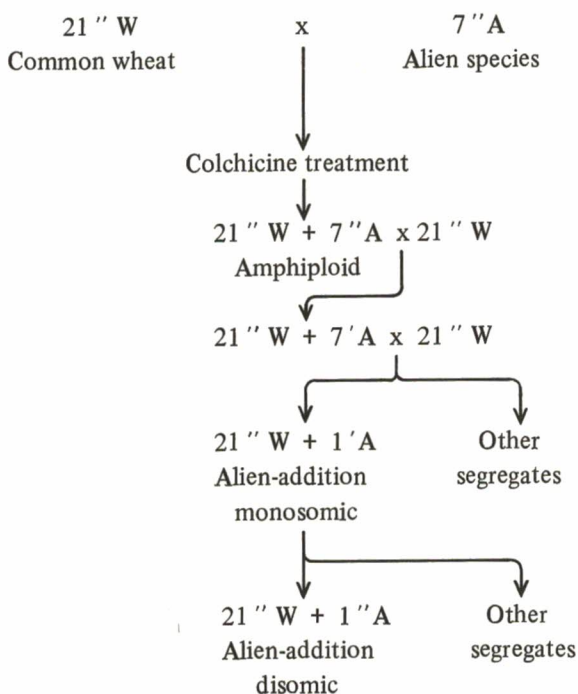 21″ W x 7″A
Common wheat Alien species
Colchicine treatment
21″ W + 7″A x 21″ W
Amphiploid
21″ W + 7′A x 21″ W
21″ W + 1′A Other
Alien-addition segregates
monosomic
21″ W + 1″A Other
Alien-addition segregates
disomic